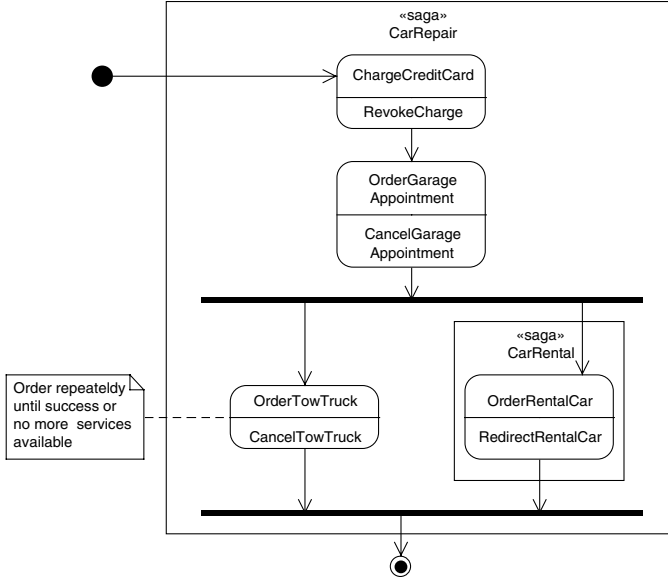 «saga»
CarRepair
ChargeCreditCard
RevokeCharge
OrderGarage
Appointment
CancelGarage
Appointment
«saga»
CarRental
Order repeateldy
until success or
no more services
available
OrderTowTruck
CancelTowTruck
OrderRentalCar
RedirectRentalCar